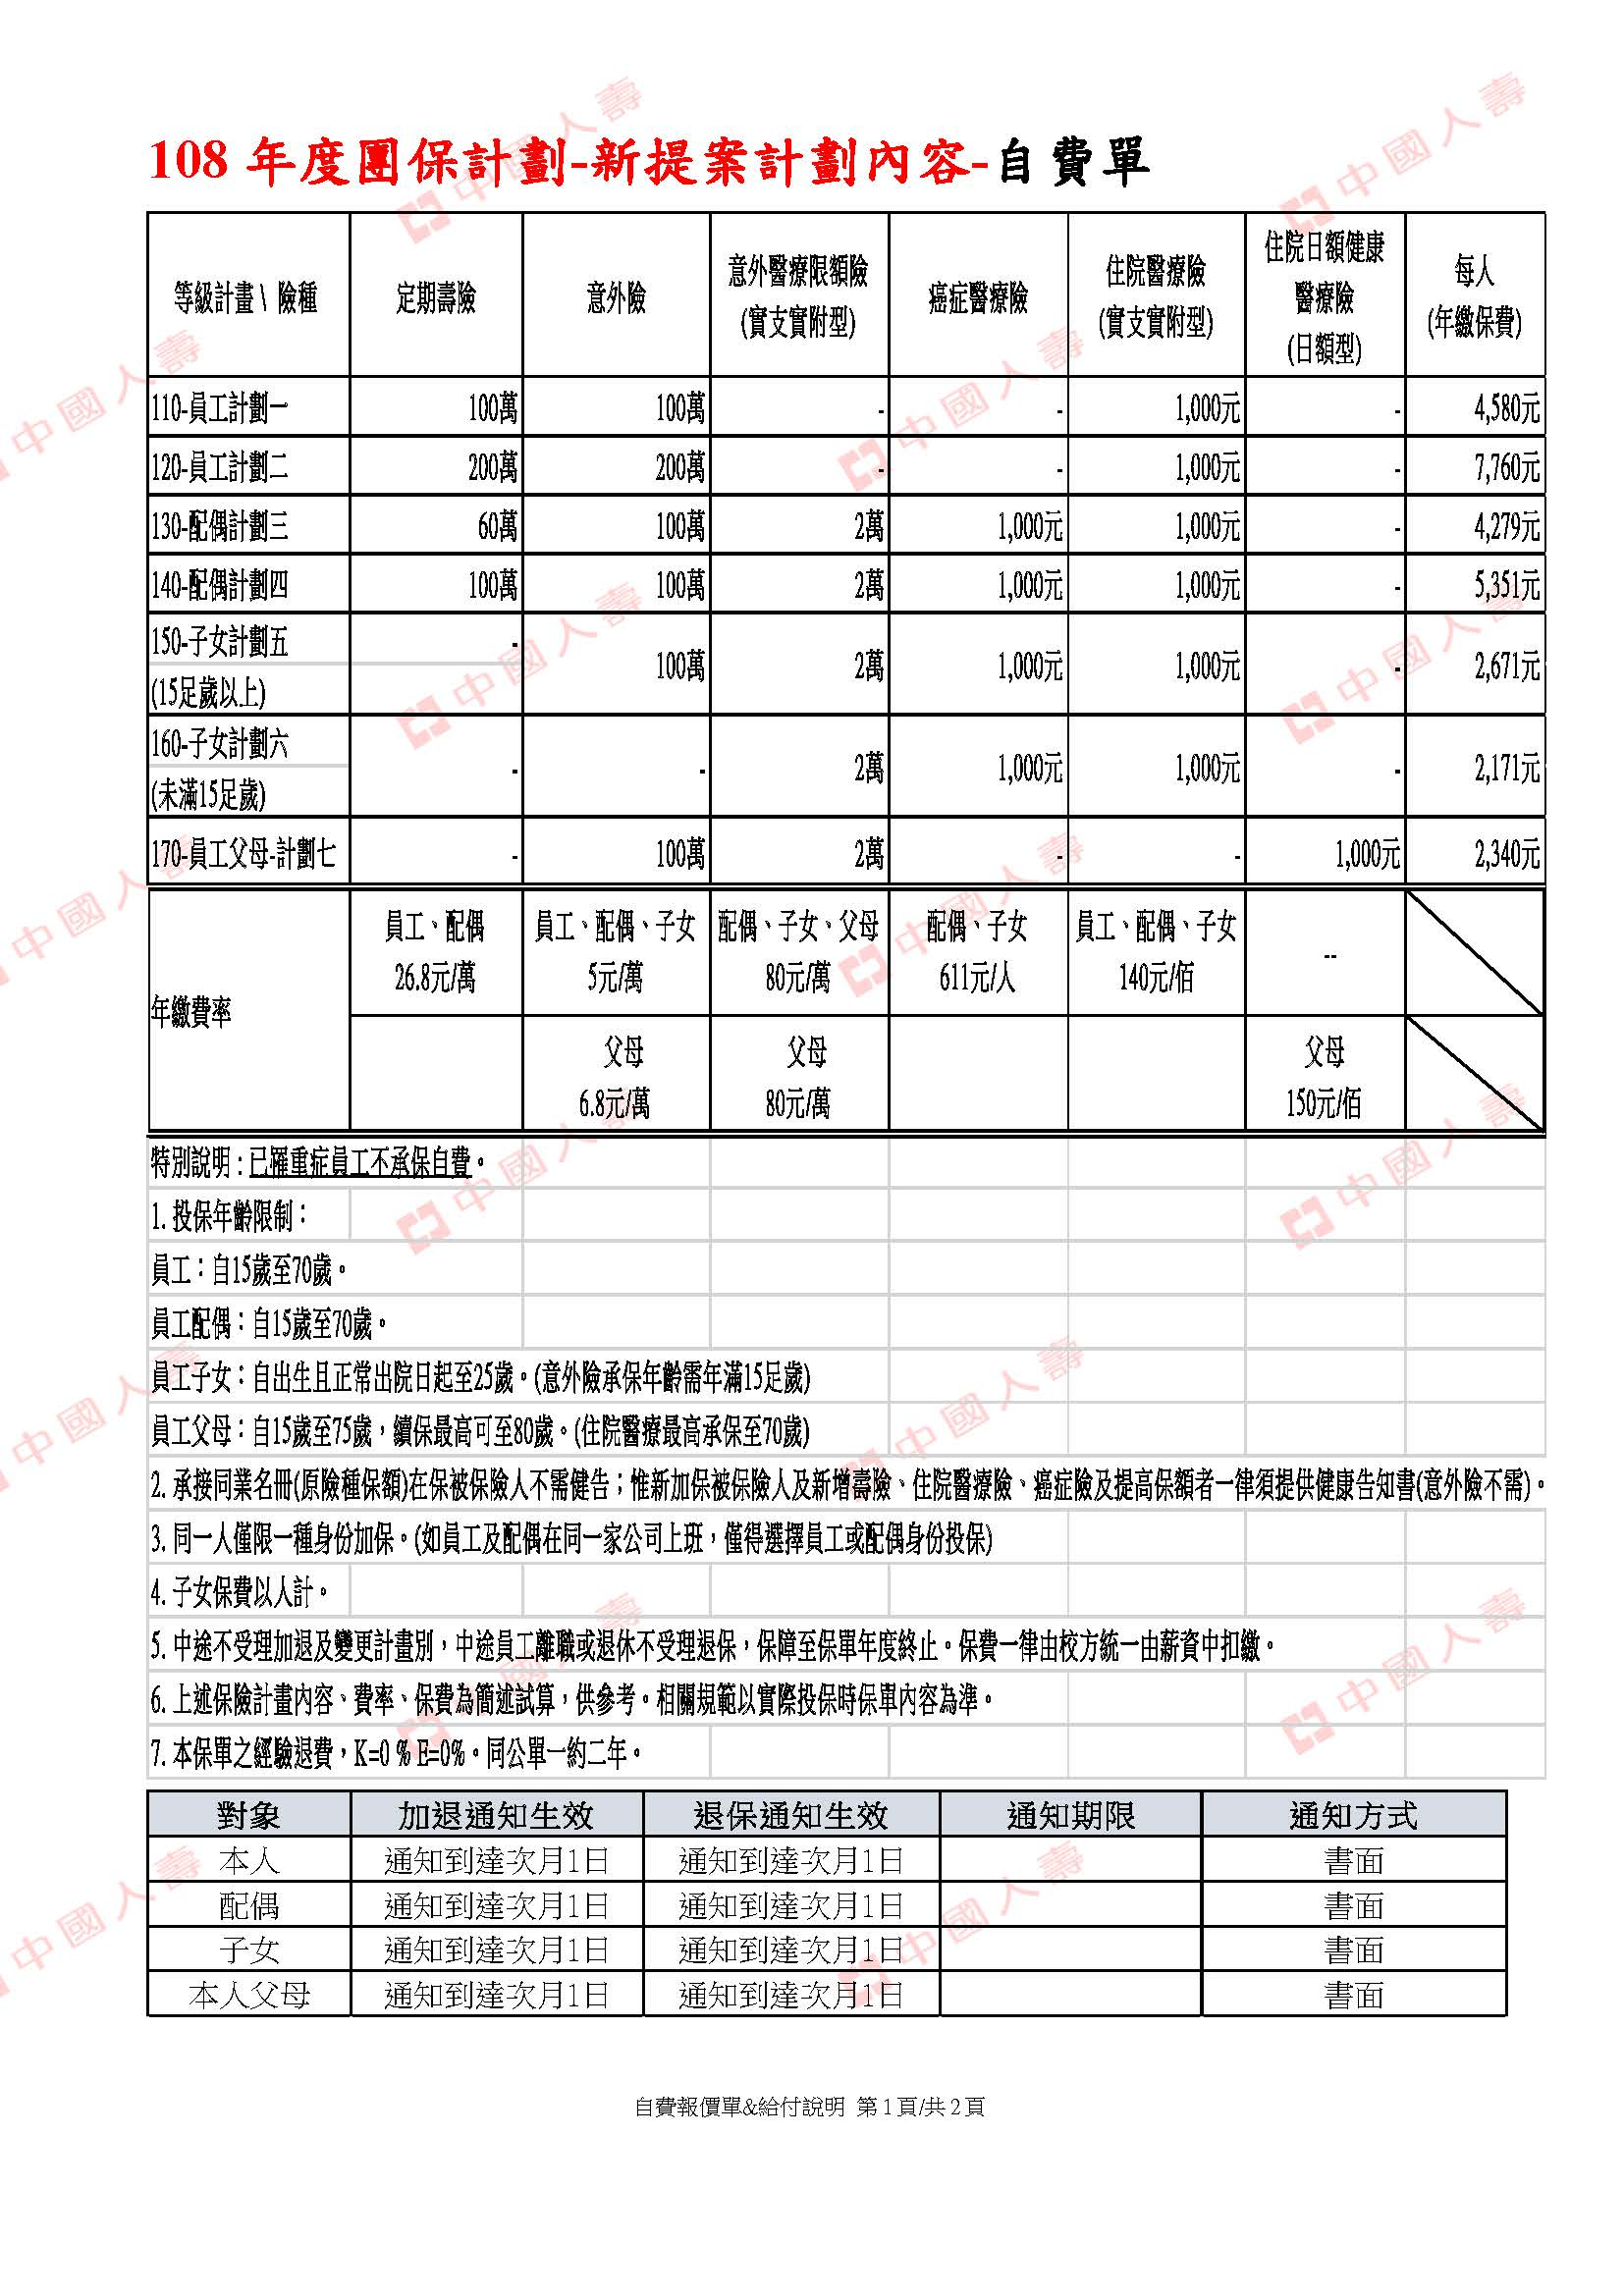 108 年度團保計劃-新提案計劃內容-自費單
等級計畫 \ 險種 定期壽險 意外險 意外醫療限額險 (實支實附型) 癌症醫療險 住院醫療險 (實支實附型) 住院日額健康醫療險 (日額型) 每人 (年繳保費)
110-員工計劃一 100萬 100萬 - - 1,000元 - 4,580元
120-員工計劃二 200萬 200萬 - - 1,000元 - 7,760元
130-配偶計劃三 60萬 100萬 2萬 1,000元 1,000元 - 4,279元
140-配偶計劃四 100萬 100萬 2萬 1,000元 1,000元 - 5,351元
150-子女計劃五 (15足歲以上) - 100萬 2萬 1,000元 1,000元 - 2,671元
160-子女計劃六 (未滿15足歲) - - 2萬 1,000元 1,000元 - 2,171元
170-員工父母-計劃七 - 100萬 2萬 - - 1,000元 2,340元
年繳費率
員工、配偶 員工、配偶、子女 配偶、子女、父母 配偶、子女 員工、配偶、子女 --
26.8元/萬 5元/萬 80元/萬 611元/人 140元/佰
父母 父母 父母
6.8元/萬 80元/萬 150元/佰
特別說明 : 已罹重症員工不承保自費。
1. 投保年齡限制：
員工：自15歲至70歲。
員工配偶：自15歲至70歲。
員工子女：自出生且正常出院日起至25歲。(意外險承保年齡需年滿15足歲)
員工父母：自15歲至75歲，續保最高可至80歲。(住院醫療最高承保至70歲)
2. 承接同業名冊(原險種保額)在保被保險人不需健告；惟新加保被保險人及新增壽險、住院醫療險、癌症險及提高保額者一律須提供健康告知書(意外險不需)。
3. 同一人僅限一種身份加保。(如員工及配偶在同一家公司上班，僅得選擇員工或配偶身份投保)
4. 子女保費以人計。
5. 中途不受理加退及變更計畫別，中途員工離職或退休不受理退保，保障至保單年度終止。保費一律由校方統一由薪資中扣繳。
6. 上述保險計畫內容、費率、保費為簡述試算，供參考。相關規範以實際投保時保單內容為準。
7. 本保單之經驗退費，K=0 % E=0%。同公單一約二年。
對象 加退通知生效 退保通知生效 通知期限 通知方式
本人 通知到達次月1日 通知到達次月1日 書面
配偶 通知到達次月1日 通知到達次月1日 書面
子女 通知到達次月1日 通知到達次月1日 書面
本人父母 通知到達次月1日 通知到達次月1日 書面
自費報價單&給付說明 第 1 頁/共 2 頁
中國人壽